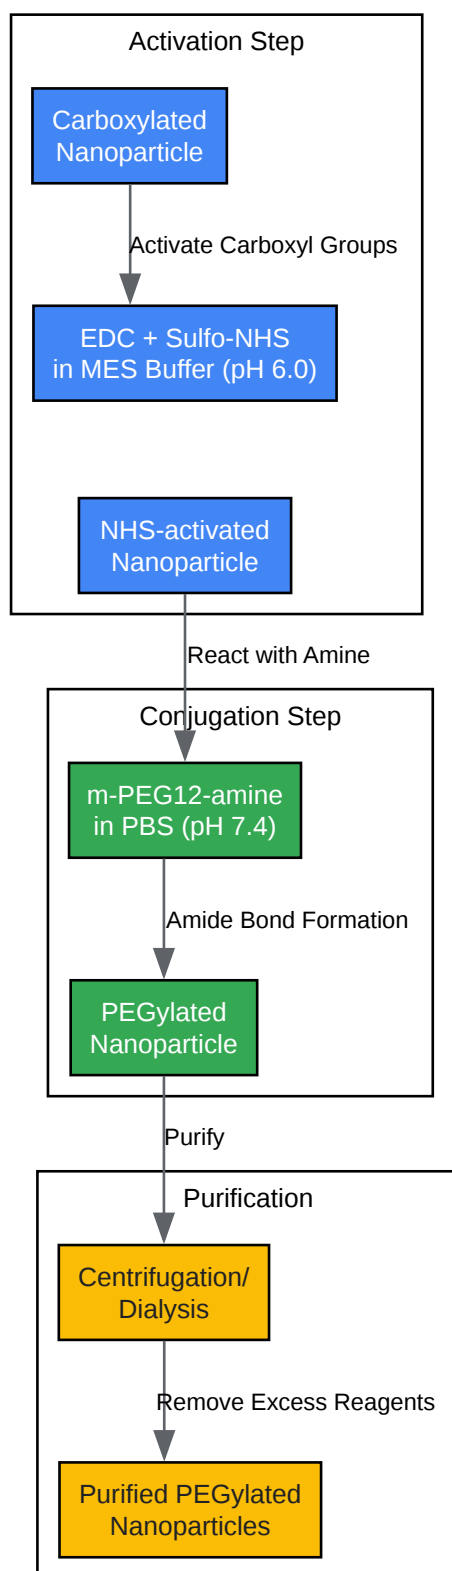 Activation Step
Carboxylated
Nanoparticle
Activate Carboxyl Groups
EDC + Sulfo-NHS
in MES Buffer (pH 6.0)
NHS-activated
Nanoparticle
React with Amine
Conjugation Step
m-PEG12-amine
in PBS (pH 7.4)
Amide Bond Formation
PEGylated
Nanoparticle
Purify
Purification
Centrifugation/
Dialysis
Remove Excess Reagents
Purified PEGylated
Nanoparticles